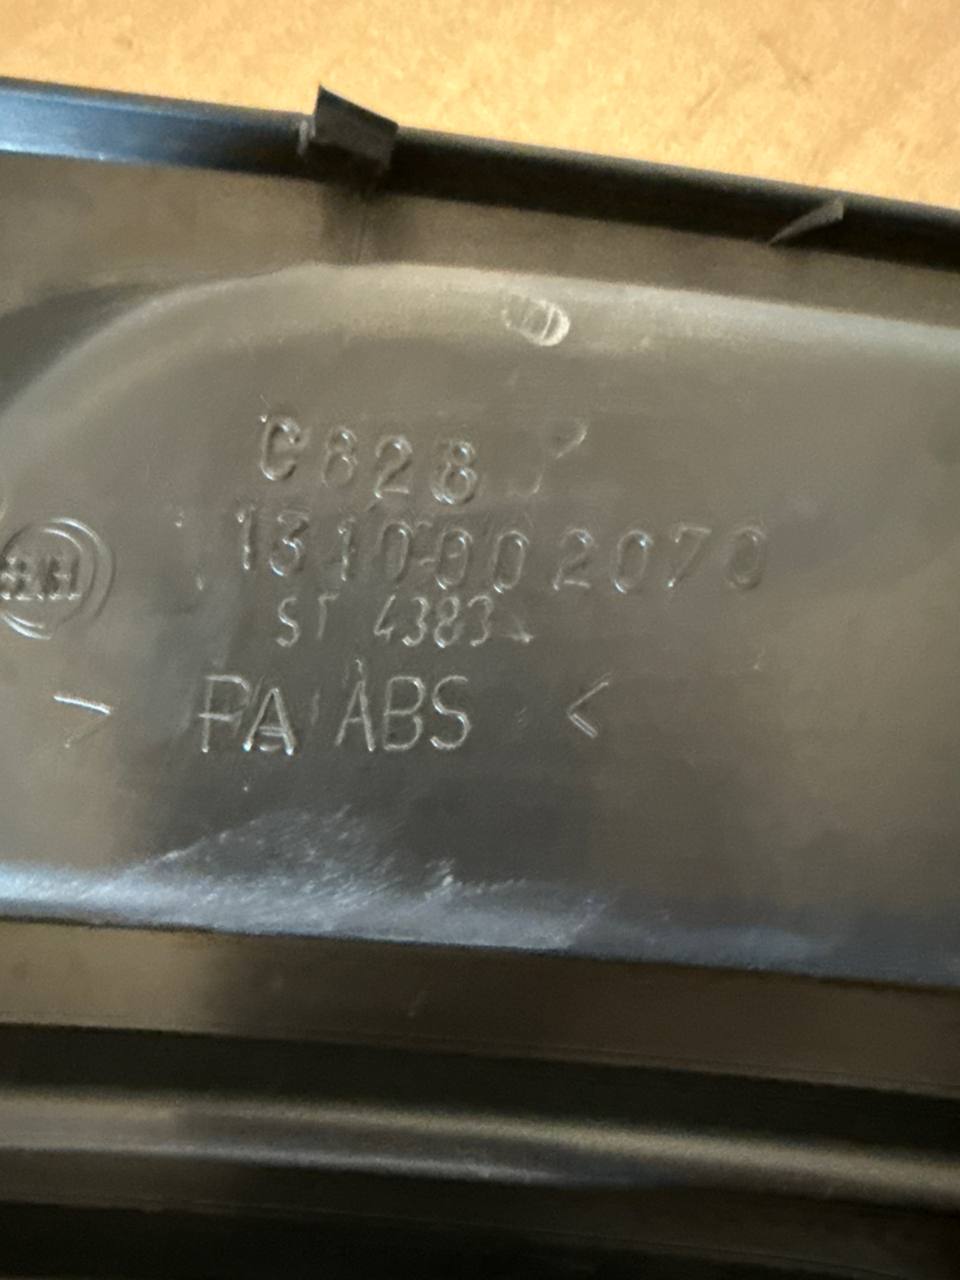 C828
1310002070
ST 4383
> PA ABS <